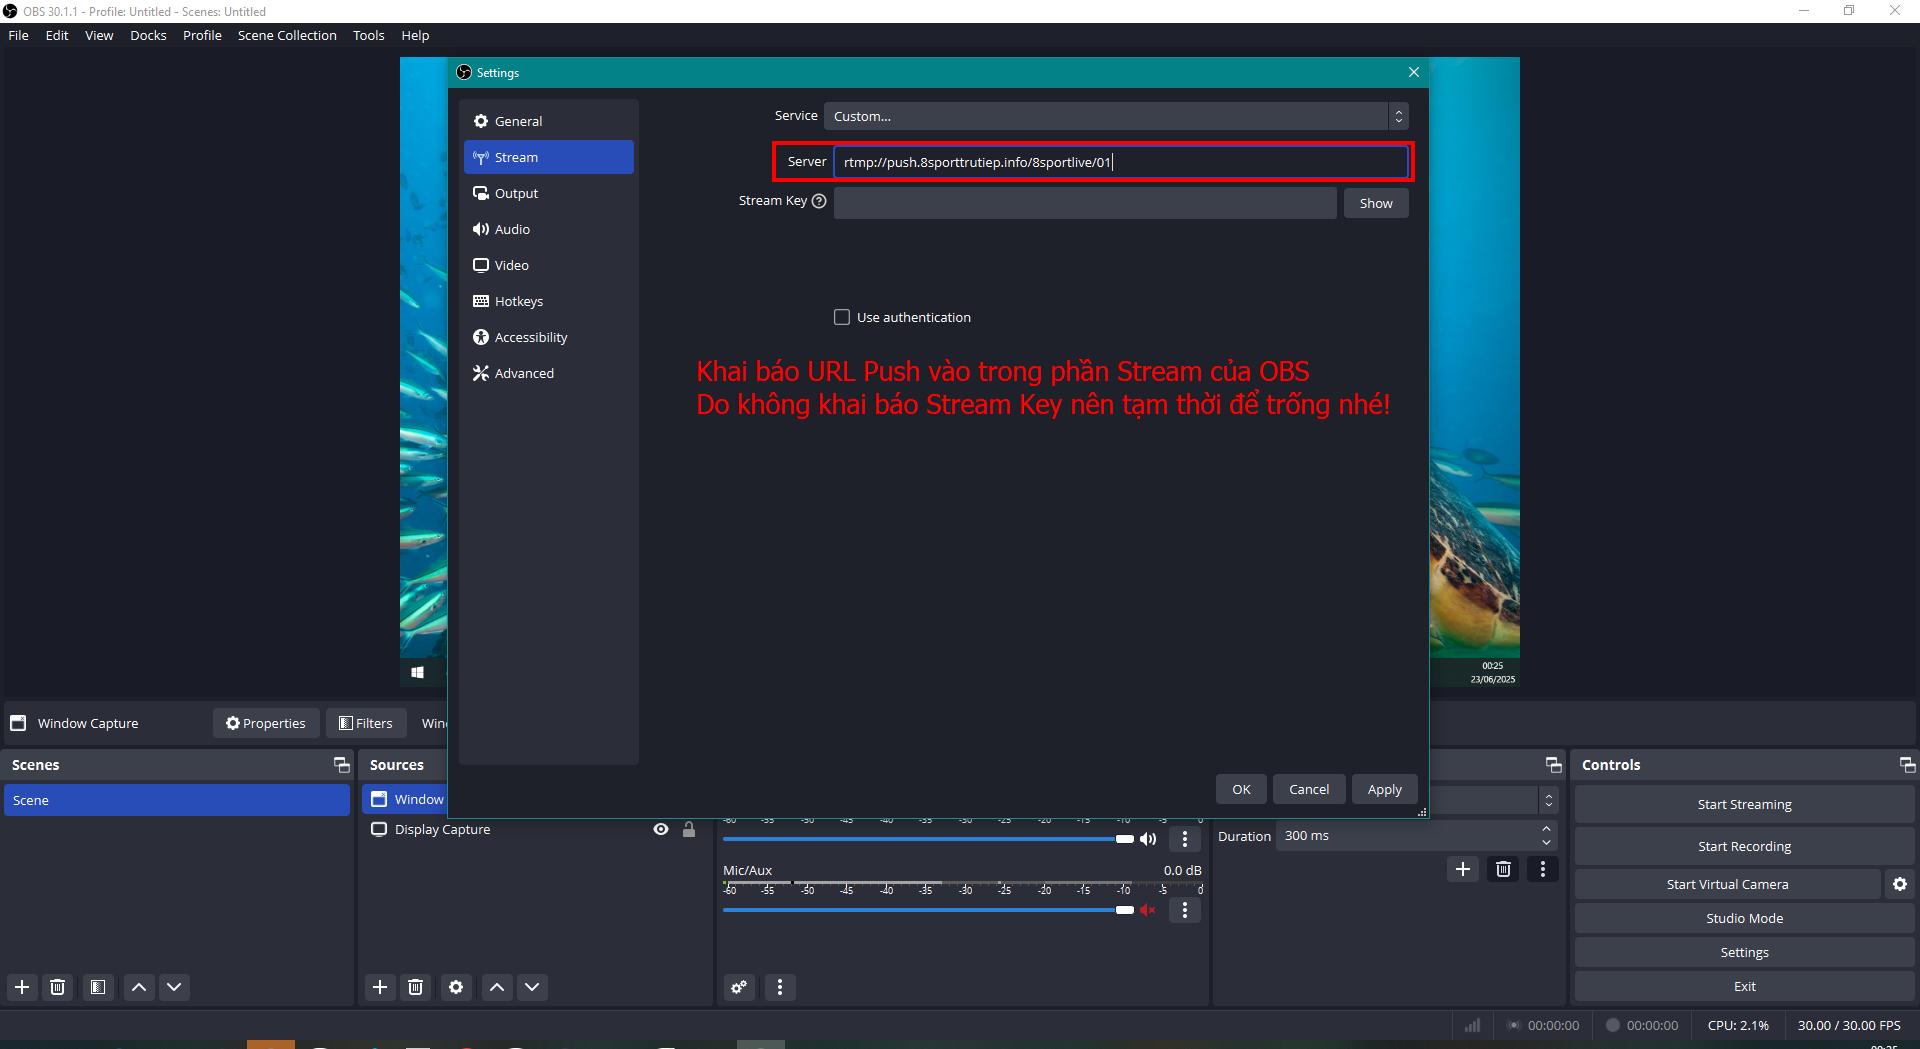 OBS 30.1.1 - Profile: Untitled - Scenes: Untitled
File Edit View Docks Profile Scene Collection Tools Help
Settings
General
Stream
Output
Audio
Video
Hotkeys
Accessibility
Advanced
Service Custom...
Server rtmp://push.8sporttrutiep.info/8sportlive/01
Stream Key Show
Use authentication
Khai báo URL Push vào trong phần Stream của OBS
Do không khai báo Stream Key nên tạm thời để trống nhé!
00:25
23/06/2025
OK Cancel Apply
Window Capture Properties Filters
Scenes
Scene
Sources
Window
Display Capture
-60 -55 -50 -45 -40 -35 -30 -25 -20 -15 -10 -5 0
Mic/Aux 0.0 dB
-60 -55 -50 -45 -40 -35 -30 -25 -20 -15 -10 -5 0
Duration 300 ms
Controls
Start Streaming
Start Recording
Start Virtual Camera
Studio Mode
Settings
Exit
00:00:00 00:00:00 CPU: 2.1% 30.00 / 30.00 FPS